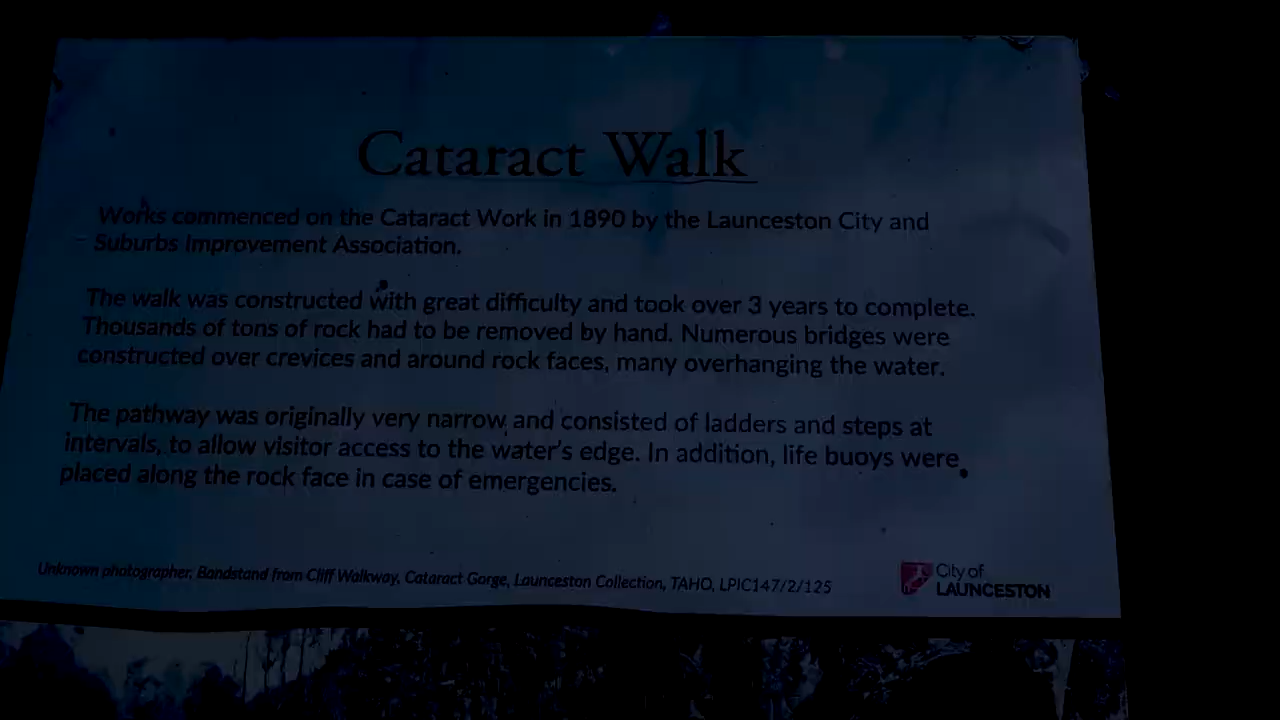 Cataract Walk
Works commenced on the Cataract Work in 1890 by the Launceston City and
Suburbs Improvement Association.
The walk was constructed with great difficulty and took over 3 years to complete.
Thousands of tons of rock had to be removed by hand. Numerous bridges were
constructed over crevices and around rock faces, many overhanging the water.
The pathway was originally very narrow and consisted of ladders and steps at
intervals, to allow visitor access to the water's edge. In addition, life buoys were
placed along the rock face in case of emergencies.
Unknown photographer, Bandstand from Cliff Walkway, Cataract Gorge, Launceston Collection, TAHO, LPIC147/2/125
City of
LAUNCESTON